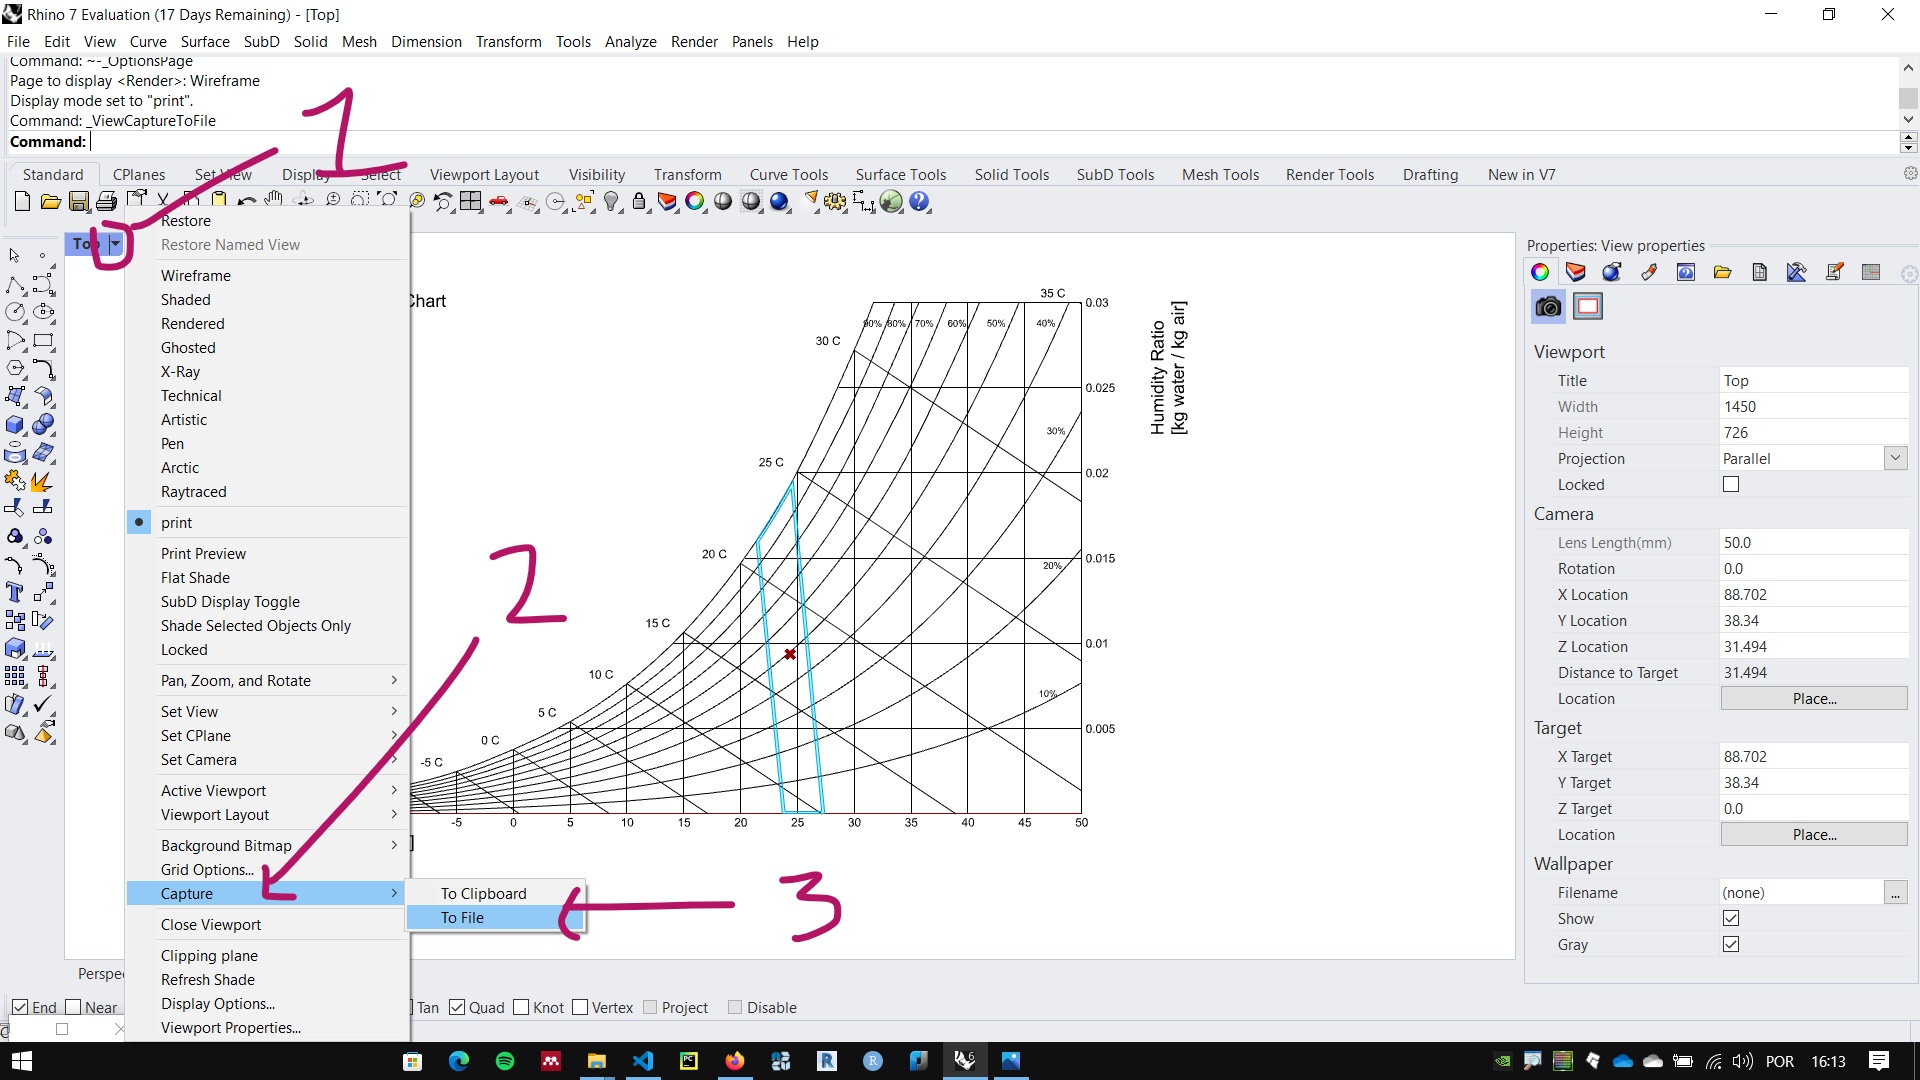 Rhino 7 Evaluation (17 Days Remaining) - [Top]
File Edit View Curve Surface SubD Solid Mesh Dimension Transform Tools Analyze Render Panels Help
Command: ~-_OptionsPage
Page to display <Render>: Wireframe
Display mode set to "print".
Command: _ViewCaptureToFile
Command:
1
Standard CPlanes Set View Display Select Viewport Layout Visibility Transform Curve Tools Surface Tools Solid Tools SubD Tools Mesh Tools Render Tools Drafting New in V7
Top
Restore
Restore Named View
Wireframe
Shaded
Rendered
Ghosted
X-Ray
Technical
Artistic
Pen
Arctic
Raytraced
print
Print Preview
Flat Shade
SubD Display Toggle
Shade Selected Objects Only
Locked
Pan, Zoom, and Rotate
Set View
Set CPlane
Set Camera
Active Viewport
Viewport Layout
Background Bitmap
Grid Options...
Capture
Close Viewport
Clipping plane
Refresh Shade
Display Options...
Viewport Properties...
To Clipboard
To File
2
3
Chart
35 C
30 C
25 C
20 C
15 C
10 C
5 C
0 C
-5 C
90% 80% 70% 60% 50% 40%
30%
20%
10%
0.03
0.025
0.02
0.015
0.01
0.005
Humidity Ratio
[kg water / kg air]
-5 0 5 10 15 20 25 30 35 40 45 50
]
Properties: View properties
Viewport
Title Top
Width 1450
Height 726
Projection Parallel
Locked
Camera
Lens Length(mm) 50.0
Rotation 0.0
X Location 88.702
Y Location 38.34
Z Location 31.494
Distance to Target 31.494
Location Place...
Target
X Target 88.702
Y Target 38.34
Z Target 0.0
Location Place...
Wallpaper
Filename (none) ...
Show
Gray
Perspe
End Near Tan Quad Knot Vertex Project Disable
POR 16:13